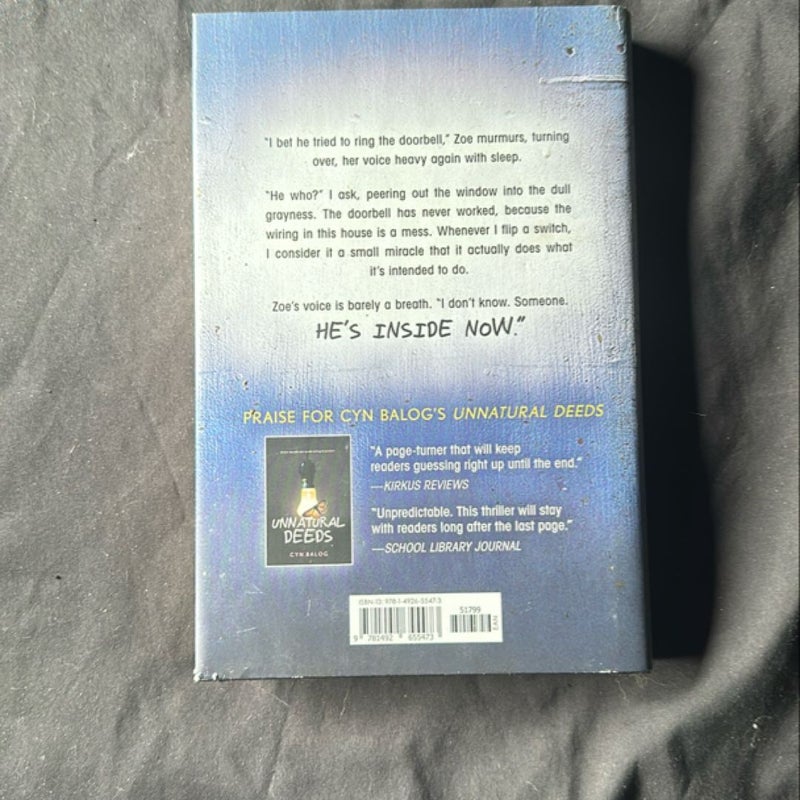 "I bet he tried to ring the doorbell," Zoe murmurs, turning
over, her voice heavy again with sleep.
"He who?" I ask, peering out the window into the dull
grayness. The doorbell has never worked, because the
wiring in this house is a mess. Whenever I flip a switch,
I consider it a small miracle that it actually does what
it's intended to do.
Zoe's voice is barely a breath. "I don't know. Someone.
HE'S INSIDE NOW."
PRAISE FOR CYN BALOG'S UNNATURAL DEEDS
"A page-turner that will keep
readers guessing right up until the end."
—KIRKUS REVIEWS
"Unpredictable. This thriller will stay
with readers long after the last page."
—SCHOOL LIBRARY JOURNAL
UNNATURAL
DEEDS
CYN BALOG
ISBN-13: 978-1-4926-5547-3
51799
EAN
9 781492 655473